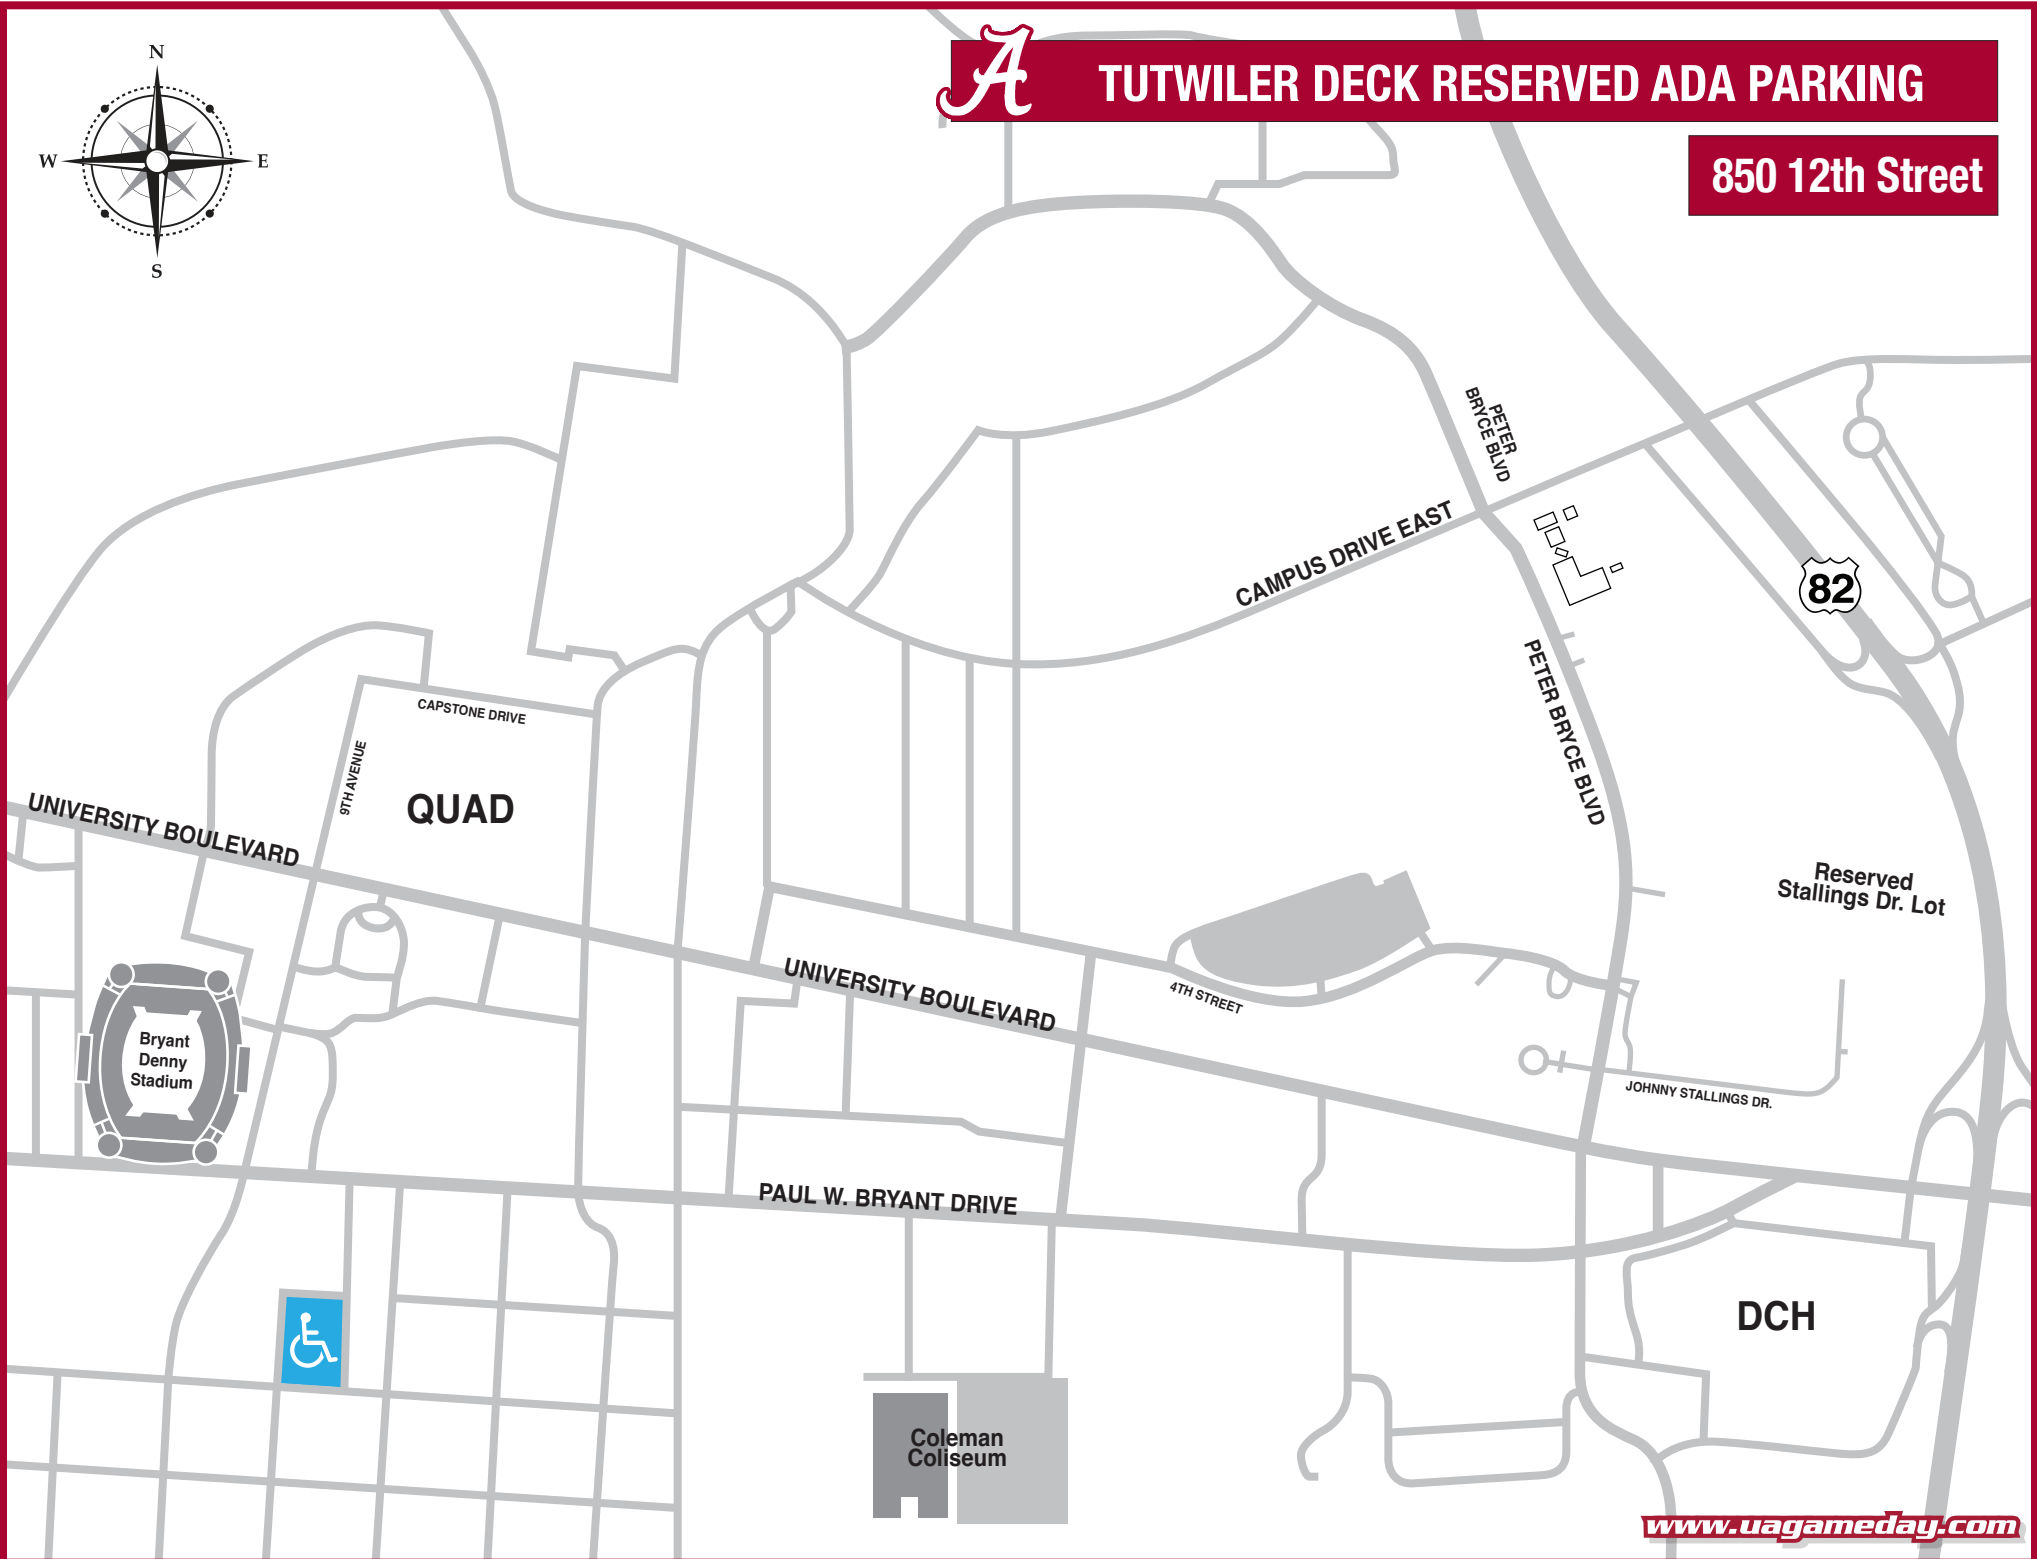 N
W
E
S
A
TUTWILER DECK RESERVED ADA PARKING
850 12th Street
PETER
BRYCE BLVD
CAMPUS DRIVE EAST
82
PETER BRYCE BLVD
CAPSTONE DRIVE
9TH AVENUE
QUAD
UNIVERSITY BOULEVARD
Reserved
Stallings Dr. Lot
UNIVERSITY BOULEVARD
4TH STREET
Bryant
Denny
Stadium
JOHNNY STALLINGS DR.
PAUL W. BRYANT DRIVE
DCH
Coleman
Coliseum
www.uagameday.com